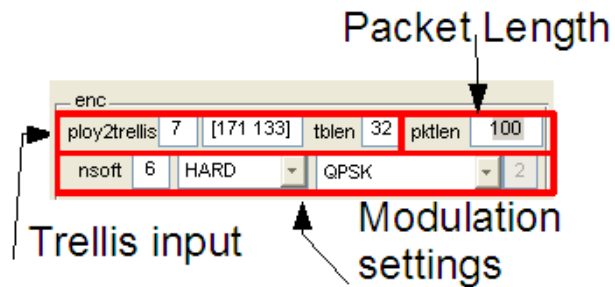 Packet Length
enc
ploy2trellis 7 [171 133] tblen 32 pktlen 100
nsoft 6 HARD QPSK 2
Trellis input
Modulation
settings